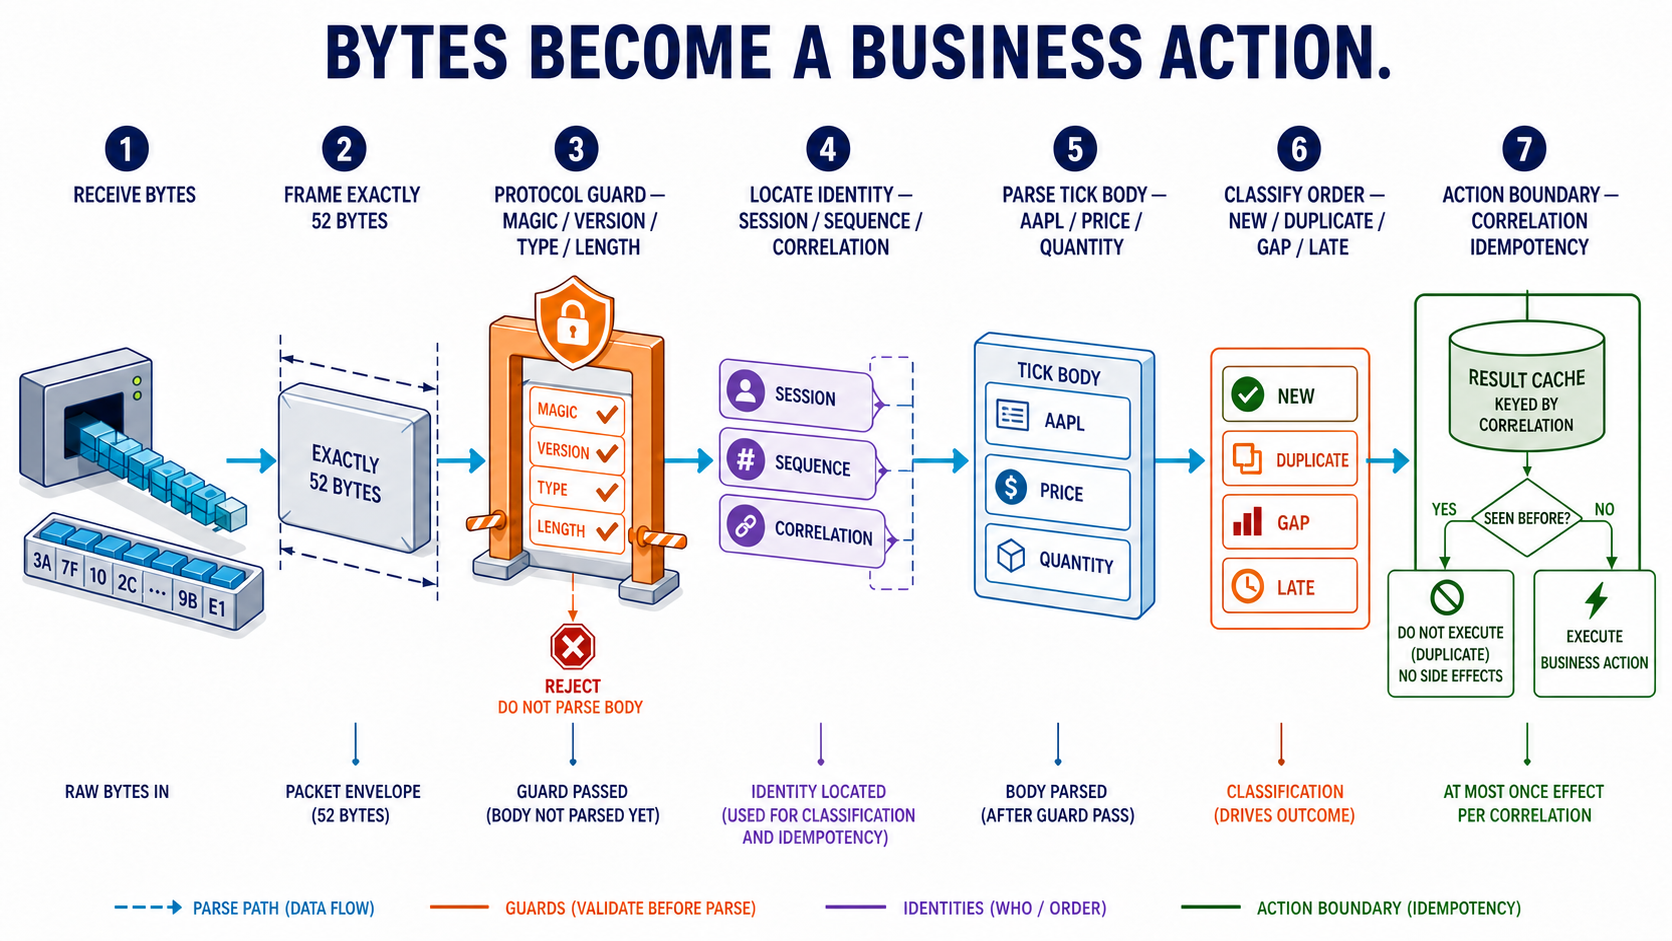 BYTES BECOME A BUSINESS ACTION.
1
RECEIVE BYTES
2
FRAME EXACTLY
52 BYTES
3
PROTOCOL GUARD —
MAGIC / VERSION /
TYPE / LENGTH
4
LOCATE IDENTITY —
SESSION / SEQUENCE /
CORRELATION
5
PARSE TICK BODY —
AAPL / PRICE /
QUANTITY
6
CLASSIFY ORDER —
NEW / DUPLICATE /
GAP / LATE
7
ACTION BOUNDARY —
CORRELATION
IDEMPOTENCY
3A 7F 10 2C ... 9B E1
EXACTLY
52 BYTES
MAGIC
VERSION
TYPE
LENGTH
REJECT
DO NOT PARSE BODY
SESSION
#
SEQUENCE
CORRELATION
TICK BODY
AAPL
$
PRICE
QUANTITY
NEW
DUPLICATE
GAP
LATE
RESULT CACHE
KEYED BY
CORRELATION
SEEN BEFORE?
YES
NO
DO NOT EXECUTE
(DUPLICATE)
NO SIDE EFFECTS
EXECUTE
BUSINESS ACTION
RAW BYTES IN
PACKET ENVELOPE
(52 BYTES)
GUARD PASSED
(BODY NOT PARSED YET)
IDENTITY LOCATED
(USED FOR CLASSIFICATION
AND IDEMPOTENCY)
BODY PARSED
(AFTER GUARD PASS)
CLASSIFICATION
(DRIVES OUTCOME)
AT MOST ONCE EFFECT
PER CORRELATION
PARSE PATH (DATA FLOW)
GUARDS (VALIDATE BEFORE PARSE)
IDENTITIES (WHO / ORDER)
ACTION BOUNDARY (IDEMPOTENCY)